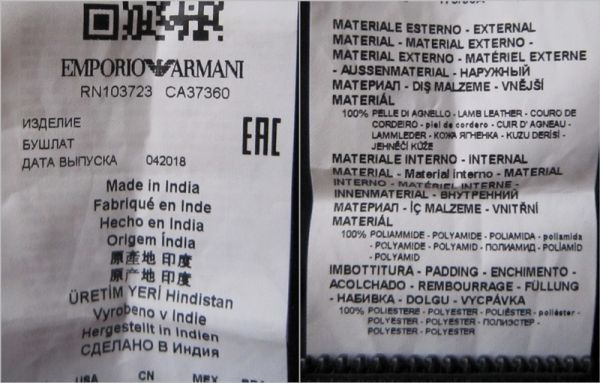 EMPORIO ARMANI
RN103723 CA37360
ИЗДЕЛИЕ
БУШЛАТ
ДАТА ВЫПУСКА 042018
EAC
Made in India
Fabriqué en Inde
Hecho en India
Origem Índia
原產地 印度
原产地 印度
ÜRETİM YERİ Hindistan
Vyrobeno v Indie
Hergestellt in Indien
СДЕЛАНО В ИНДИЯ
USA CN MEX
MATERIALE ESTERNO - EXTERNAL
MATERIAL - MATERIAL EXTERNO -
MATERIAL EXTERNO - MATÉRIEL EXTERNE
- AUSSENMATERIAL - НАРУЖНЫЙ
МАТЕРИАЛ - DIŞ MALZEME - VNĚJŠÍ
MATERIÁL
100% PELLE DI AGNELLO - LAMB LEATHER - COURO DE
CORDEIRO - piel de cordero - CUIR D'AGNEAU -
LAMMLEDER - КОЖА ЯГНЕНКА - KUZU DERİSİ -
JEHNĚČÍ KŮŽE
MATERIALE INTERNO - INTERNAL
MATERIAL - Material interno - MATERIAL
INTERNO - MATÉRIEL INTERNE -
INNENMATERIAL - ВНУТРЕННИЙ
МАТЕРИАЛ - İÇ MALZEME - VNITŘNÍ
MATERIÁL
100% POLIAMMIDE - POLYAMIDE - POLIAMIDA - poliamida
- POLYAMIDE - POLYAMID - ПОЛИАМИД - POLİAMİD
- POLYAMID
IMBOTTITURA - PADDING - ENCHIMENTO -
ACOLCHADO - REMBOURRAGE - FÜLLUNG
- НАБИВКА - DOLGU - VYCPÁVKA
100% POLIESTERE - POLYESTER - POLIÉSTER - poliéster -
POLYESTER - POLYESTER - ПОЛИЭСТЕР -
POLYESTER - POLYESTER